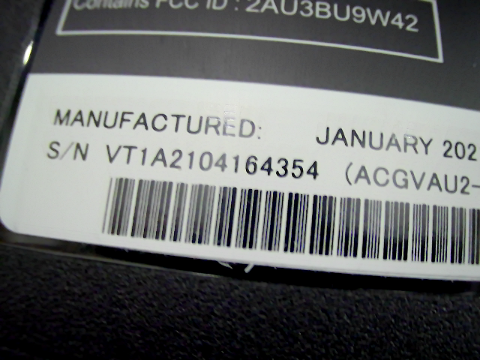 Contains FCC ID : 2AU3BU9W42
MANUFACTURED: JANUARY 202
S/N VT1A2104164354 (ACGVAU2-